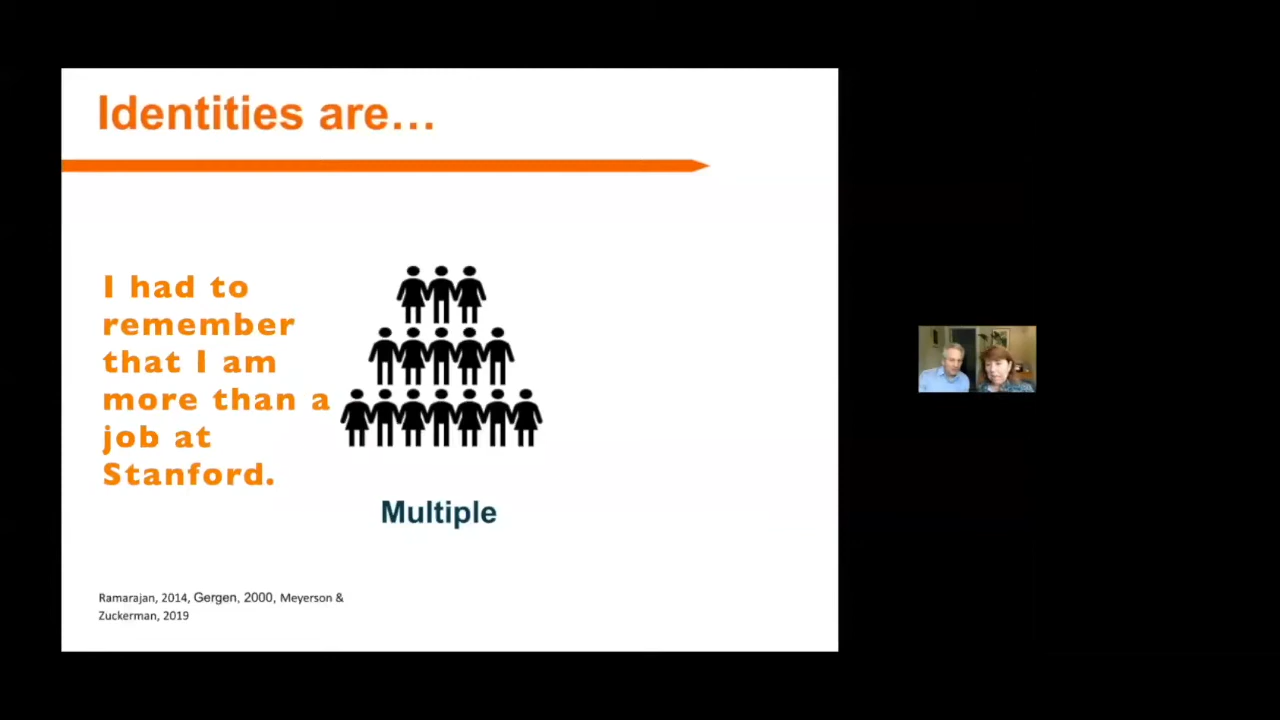 Identities are…
I had to
remember
that I am
more than a
job at
Stanford.
Multiple
Ramarajan, 2014, Gergen, 2000, Meyerson &
Zuckerman, 2019